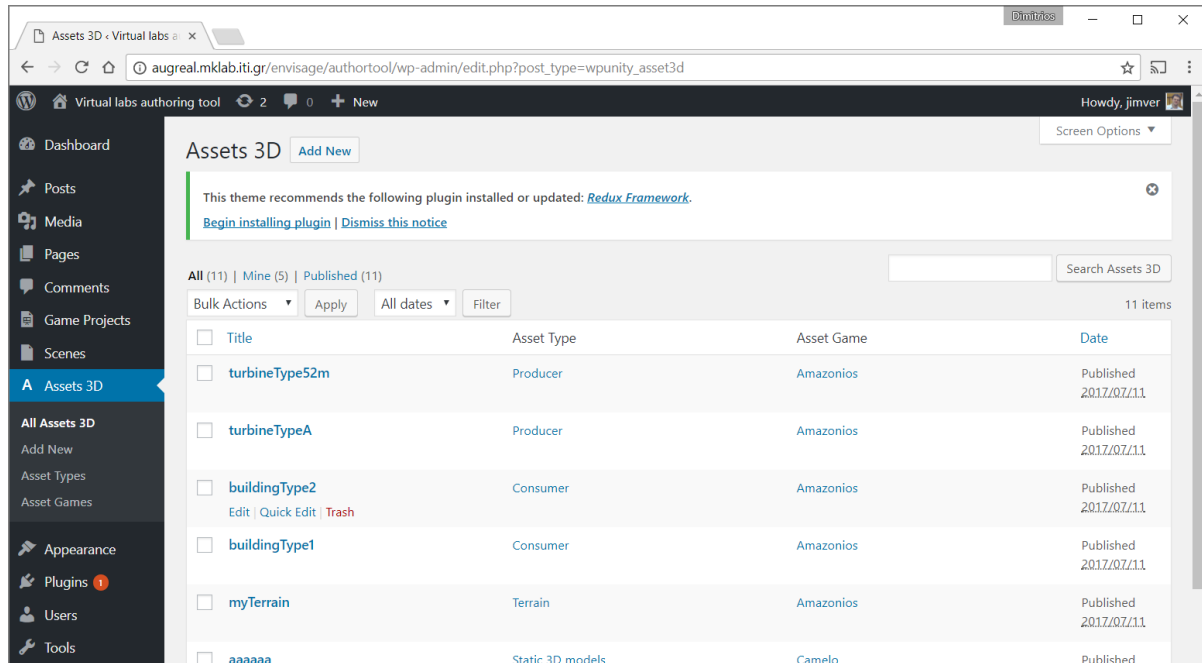 Dimitrios
Assets 3D ‹ Virtual labs a
augreal.mklab.iti.gr/envisage/authortool/wp-admin/edit.php?post_type=wpunity_asset3d
Virtual labs authoring tool 2 0 New Howdy, jimver
Screen Options
Dashboard
Posts
Media
Pages
Comments
Game Projects
Scenes
A Assets 3D
All Assets 3D
Add New
Asset Types
Asset Games
Appearance
Plugins 1
Users
Tools
Assets 3D Add New
This theme recommends the following plugin installed or updated: Redux Framework.
Begin installing plugin | Dismiss this notice
All (11) | Mine (5) | Published (11)
Search Assets 3D
Bulk Actions Apply All dates Filter 11 items
Title Asset Type Asset Game Date
turbineType52m Producer Amazonios Published
2017/07/11
turbineTypeA Producer Amazonios Published
2017/07/11
buildingType2 Consumer Amazonios Published
Edit | Quick Edit | Trash 2017/07/11
buildingType1 Consumer Amazonios Published
2017/07/11
myTerrain Terrain Amazonios Published
2017/07/11
aaaaaa Static 3D models Camelo Published